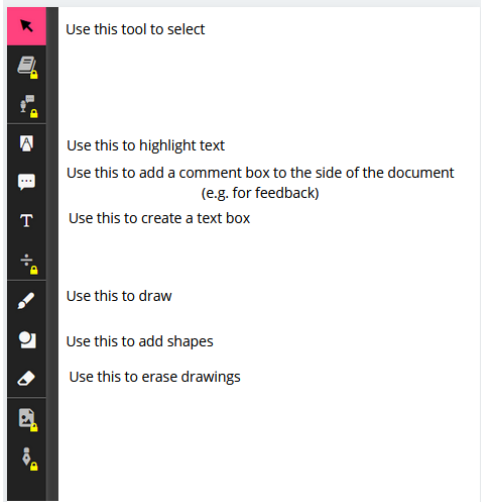 Use this tool to select
Use this to highlight text
Use this to add a comment box to the side of the document
(e.g. for feedback)
T
Use this to create a text box
Use this to draw
Use this to add shapes
Use this to erase drawings